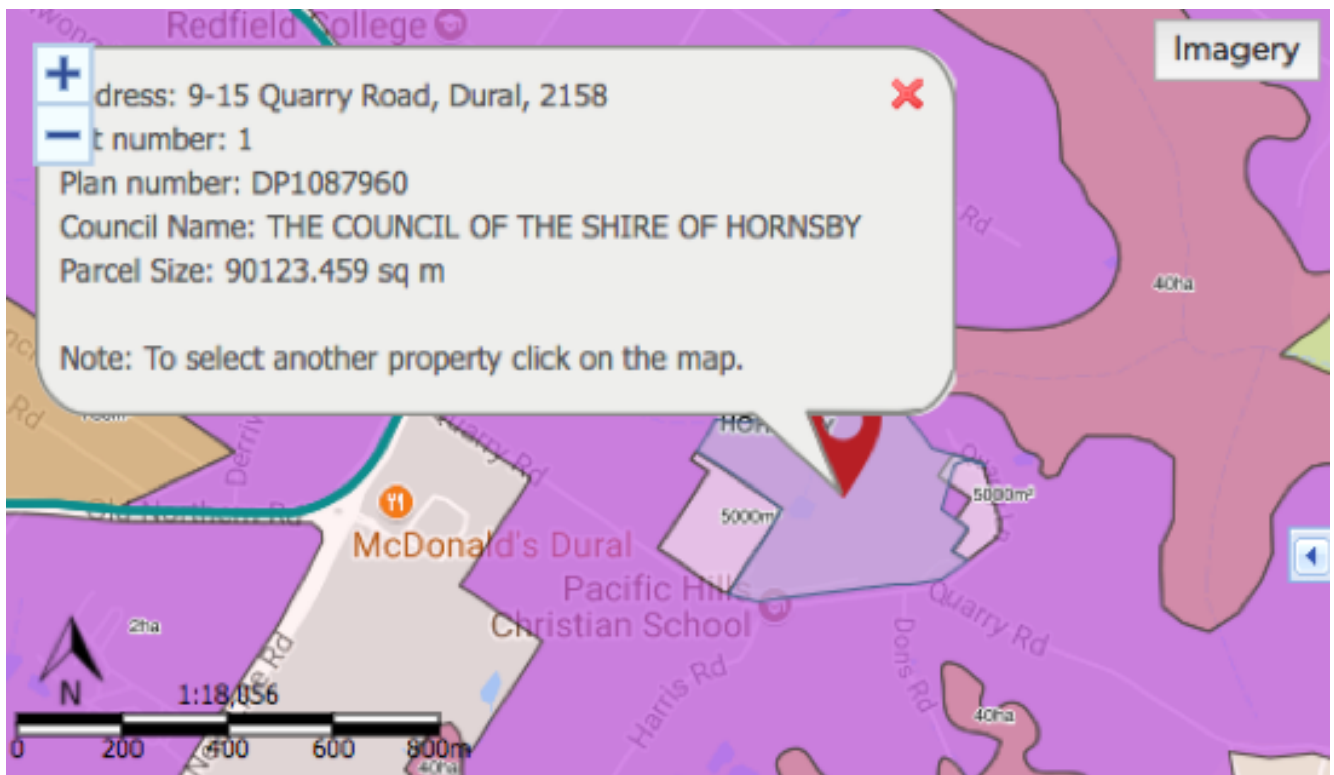 Redfield College
Imagery
+
dress: 9-15 Quarry Road, Dural, 2158
t number: 1
Plan number: DP1087960
Council Name: THE COUNCIL OF THE SHIRE OF HORNSBY
Parcel Size: 90123.459 sq m
Note: To select another property click on the map.
Rd
40ha
Rd
Derriv
Quarry Rd
5000m²
5000m
Old Northern Rd
McDonald's Dural
Pacific Hills
Christian School
Quarry Rd
Harris Rd
Don's Rd
2ha
N
1:18,056
0 200 400 600 800m
40ha
40ha